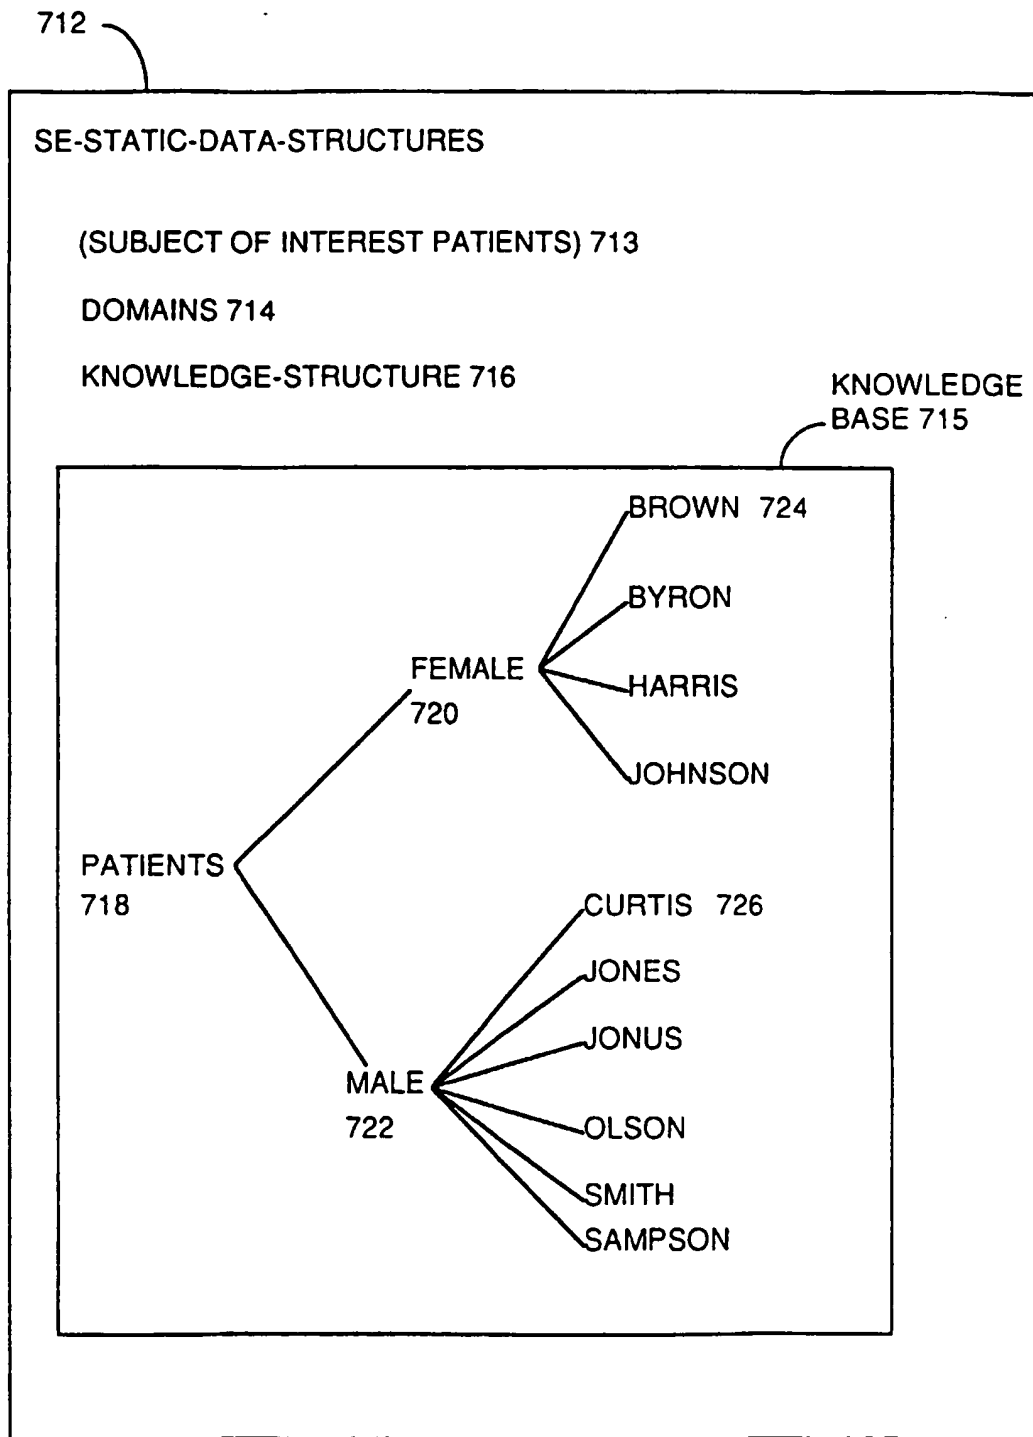 712
SE-STATIC-DATA-STRUCTURES
(SUBJECT OF INTEREST PATIENTS) 713
DOMAINS 714
KNOWLEDGE-STRUCTURE 716
KNOWLEDGE
BASE 715
BROWN 724
BYRON
FEMALE
720
HARRIS
JOHNSON
PATIENTS
718
CURTIS 726
JONES
JONUS
MALE
722
OLSON
SMITH
SAMPSON